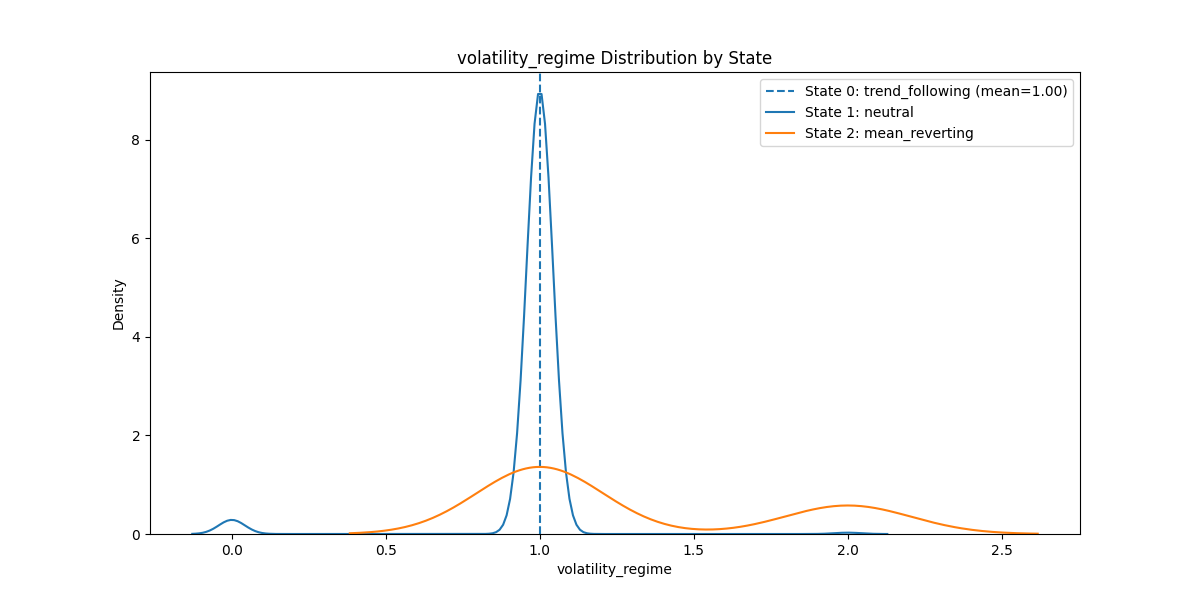 volatility_regime Distribution by State
State 0: trend_following (mean=1.00)
State 1: neutral
State 2: mean_reverting
Density
8
6
4
2
0
0.0 0.5 1.0 1.5 2.0 2.5
volatility_regime